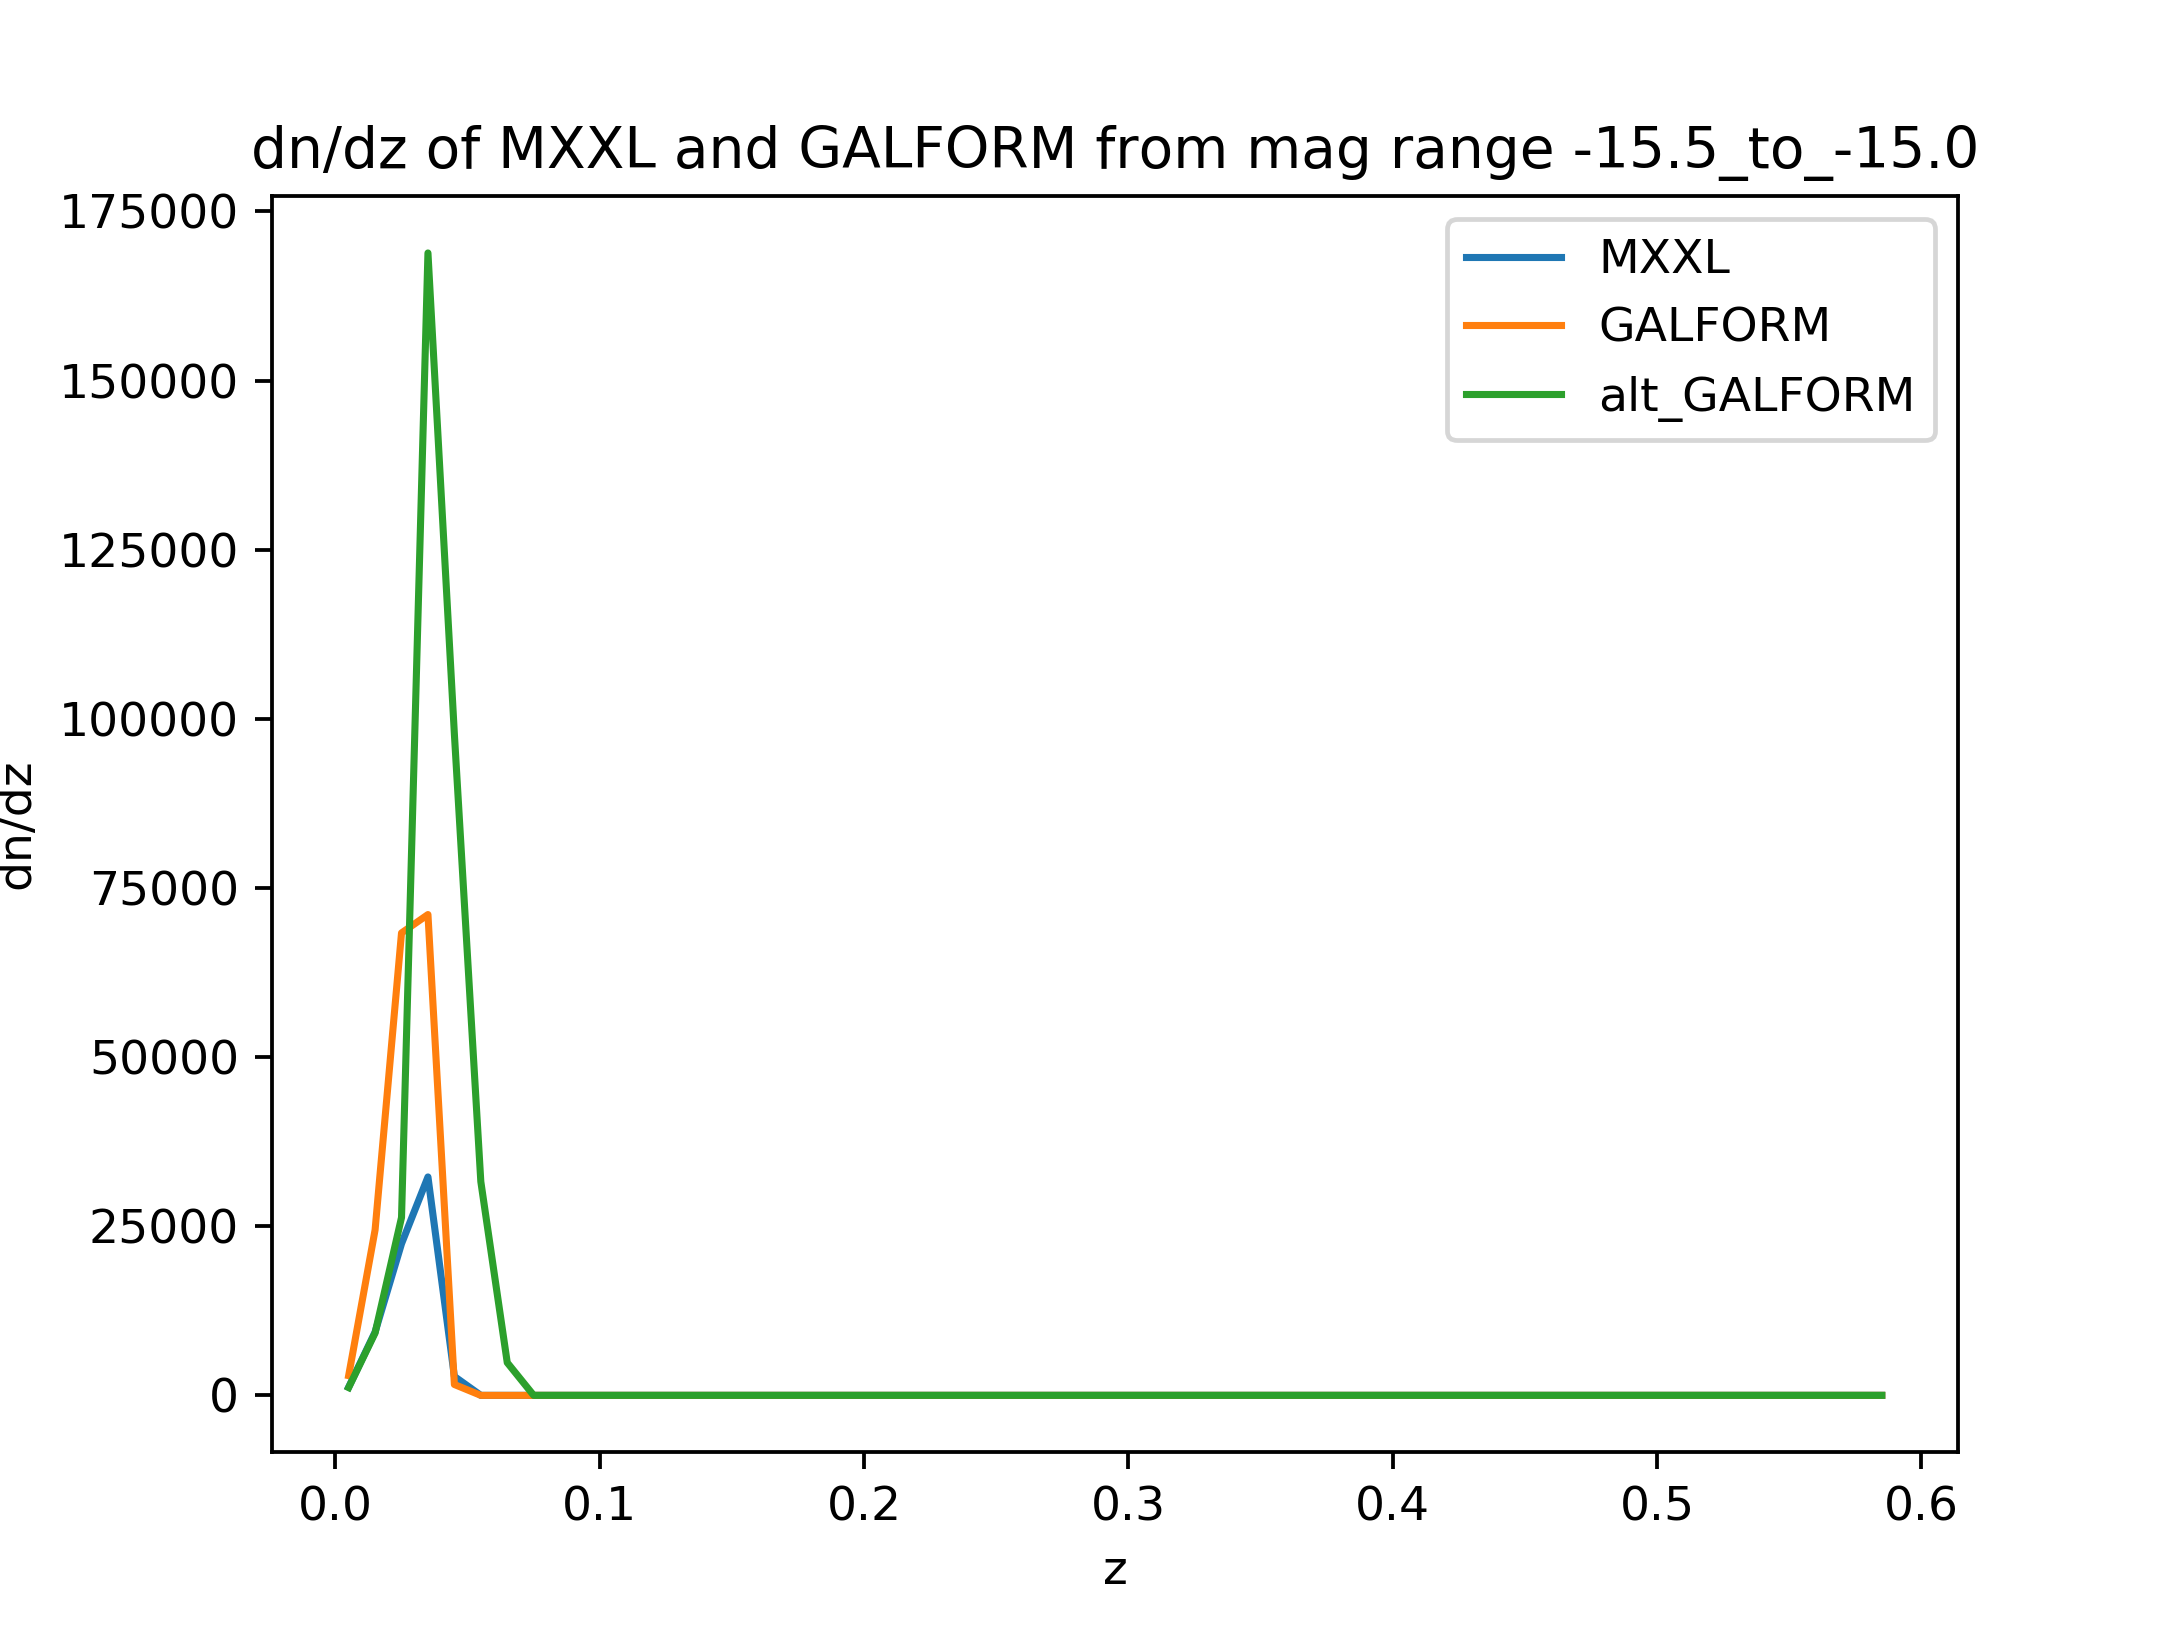 dn/dz of MXXL and GALFORM from mag range -15.5_to_-15.0
MXXL
GALFORM
alt_GALFORM
175000
150000
125000
100000
75000
50000
25000
0
dn/dz
0.0 0.1 0.2 0.3 0.4 0.5 0.6
z